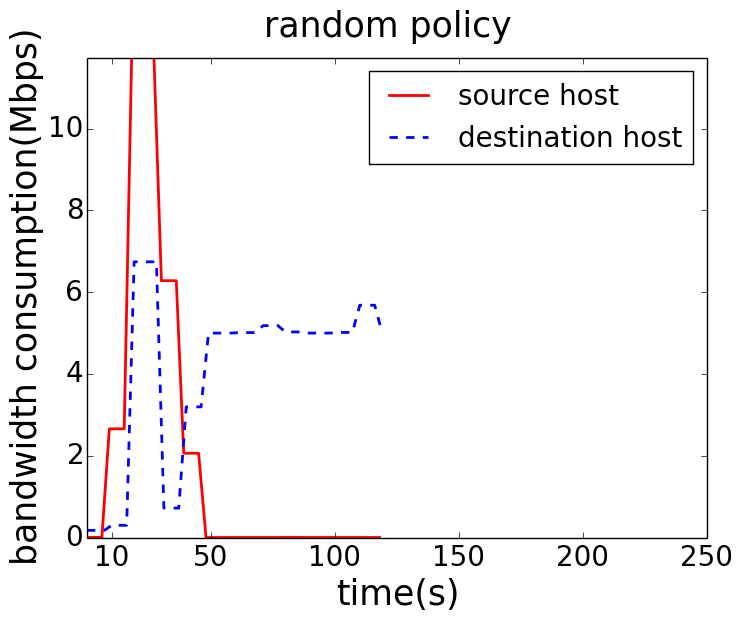 random policy
bandwidth consumption(Mbps)
10
8
6
4
2
0
source host
destination host
10 50 100 150 200 250
time(s)